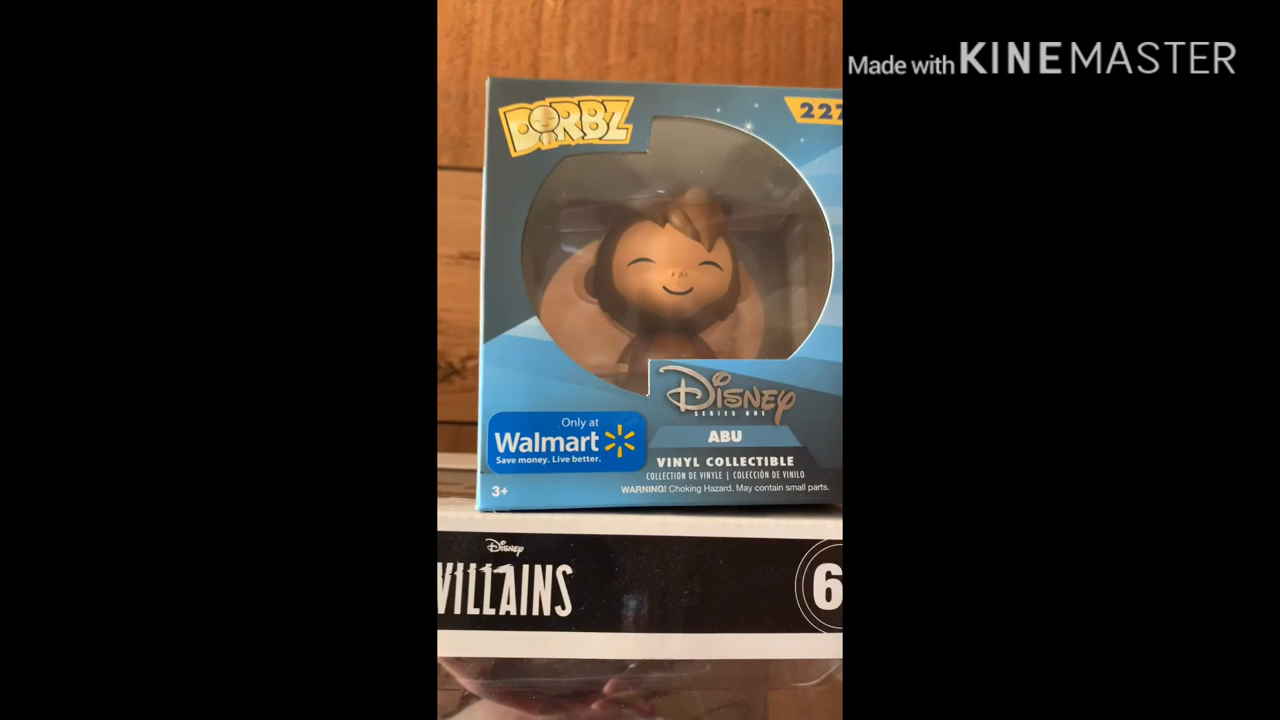 Made with KINEMASTER
DORBZ
227
Disney
SERIES ONE
ABU
VINYL COLLECTIBLE
COLLECTION DE VINYLE | COLECCIÓN DE VINILO
WARNING! Choking Hazard. May contain small parts.
Only at
Walmart
Save money. Live better.
3+
Disney
VILLAINS
6